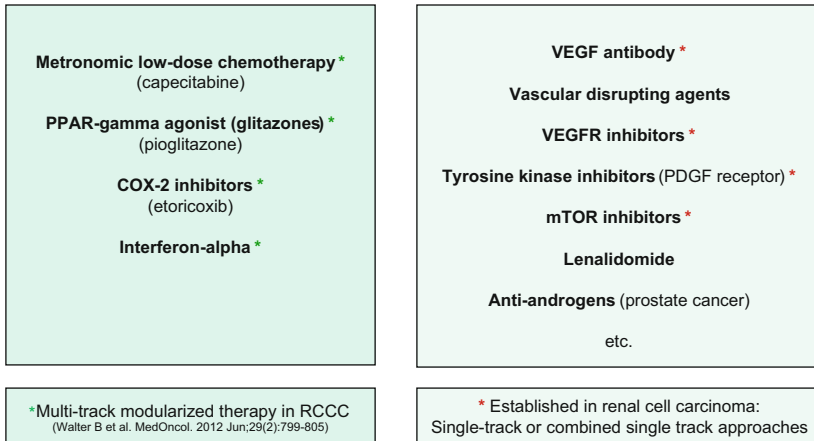 Metronomic low-dose chemotherapy *
(capecitabine)
PPAR-gamma agonist (glitazones) *
(pioglitazone)
COX-2 inhibitors *
(etoricoxib)
Interferon-alpha *
*Multi-track modularized therapy in RCCC
(Walter B et al. MedOncol. 2012 Jun;29(2):799-805)
VEGF antibody *
Vascular disrupting agents
VEGFR inhibitors *
Tyrosine kinase inhibitors (PDGF receptor) *
mTOR inhibitors *
Lenalidomide
Anti-androgens (prostate cancer)
etc.
* Established in renal cell carcinoma:
Single-track or combined single track approaches